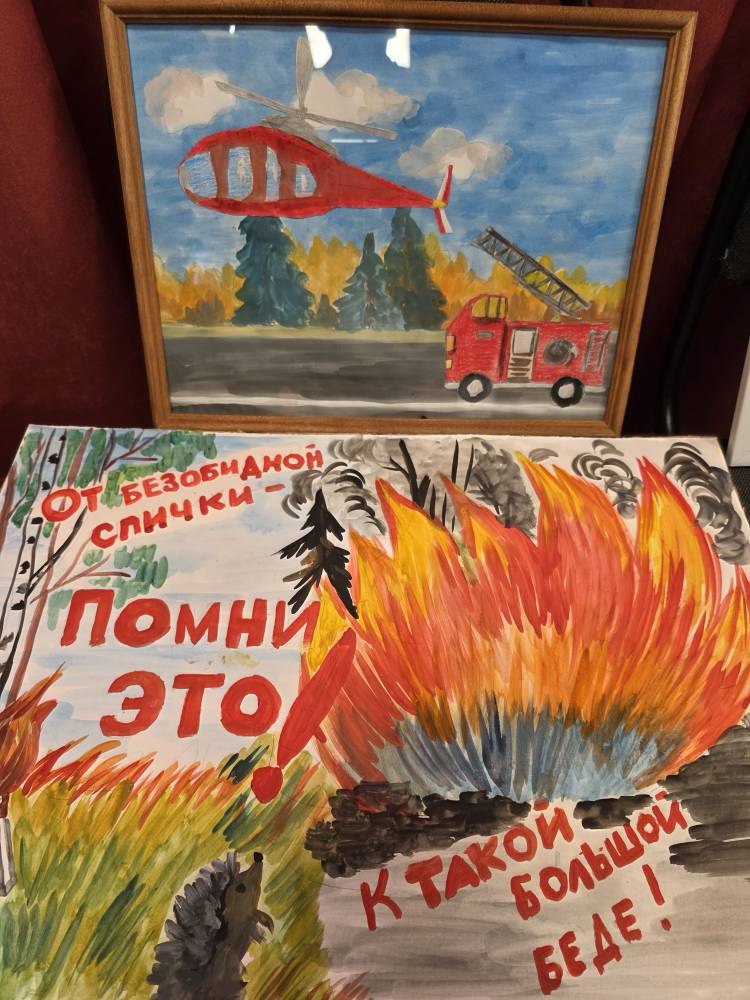 От безобидной
спички -
Помни
это!
К такой
большой
беде!